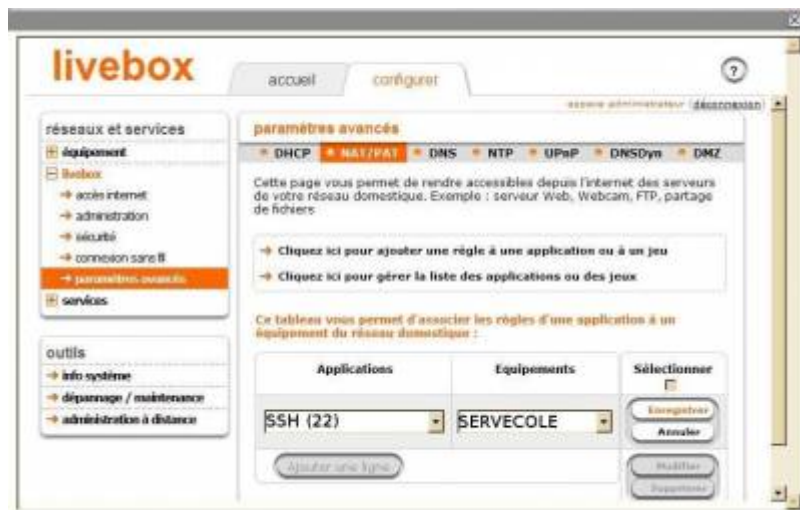 livebox
accueil
configurer
?
espace administrateur (déconnexion)
réseaux et services
équipement
livebox
accès internet
administration
sécurité
connexion sans fil
paramètres avancés
services
outils
info système
dépannage / maintenance
administration à distance
paramètres avancés
DHCP NAT/PAT DNS NTP UPnP DNSDyn DMZ
Cette page vous permet de rendre accessibles depuis l'internet des serveurs
de votre réseau domestique. Exemple : serveur Web, Webcam, FTP, partage
de fichiers
Cliquez ici pour ajouter une règle à une application ou à un jeu
Cliquez ici pour gérer la liste des applications ou des jeux
Ce tableau vous permet d'associer les règles d'une application à un
équipement du réseau domestique :
Applications Equipements Sélectionner
SSH (22) SERVECOLE
Enregistrer
Annuler
Ajouter une ligne
Modifier
Supprimer